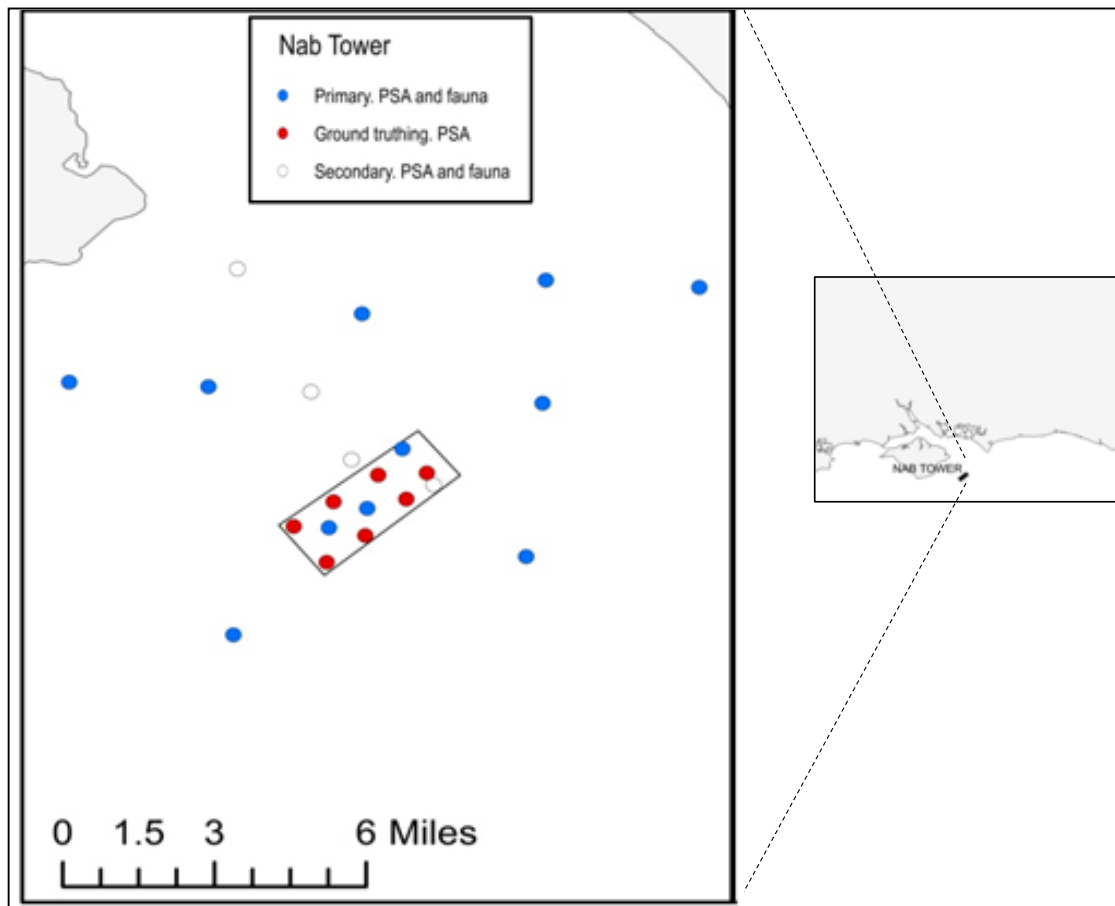 Nab Tower
Primary. PSA and fauna
Ground truthing. PSA
Secondary. PSA and fauna
NAB TOWER
0 1.5 3 6 Miles